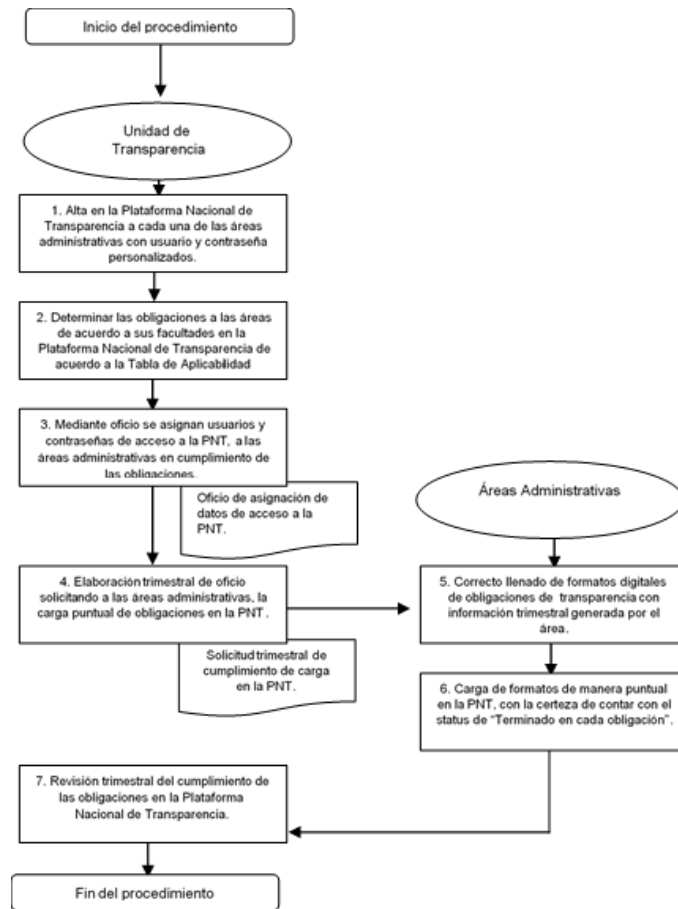 Inicio del procedimiento
Unidad de
Transparencia
1. Alta en la Plataforma Nacional de
Transparencia a cada una de las áreas
administrativas con usuario y contraseña
personalizados.
2. Determinar las obligaciones a las áreas
de acuerdo a sus facultades en la
Plataforma Nacional de Transparencia de
acuerdo a la Tabla de Aplicabilidad
3. Mediante oficio se asignan usuarios y
contraseñas de acceso a la PNT, a las
áreas administrativas en cumplimiento de
las obligaciones.
Oficio de asignación de
datos de acceso a la
PNT.
4. Elaboración trimestral de oficio
solicitando a las áreas administrativas, la
carga puntual de obligaciones en la PNT.
Solicitud trimestral de
cumplimiento de carga
en la PNT.
Áreas Administrativas
5. Correcto llenado de formatos digitales
de obligaciones de transparencia con
información trimestral generada por el
área.
6. Carga de formatos de manera puntual
en la PNT, con la certeza de contar con el
status de “Terminado en cada obligación”.
7. Revisión trimestral del cumplimiento de
las obligaciones en la Plataforma
Nacional de Transparencia.
Fin del procedimiento